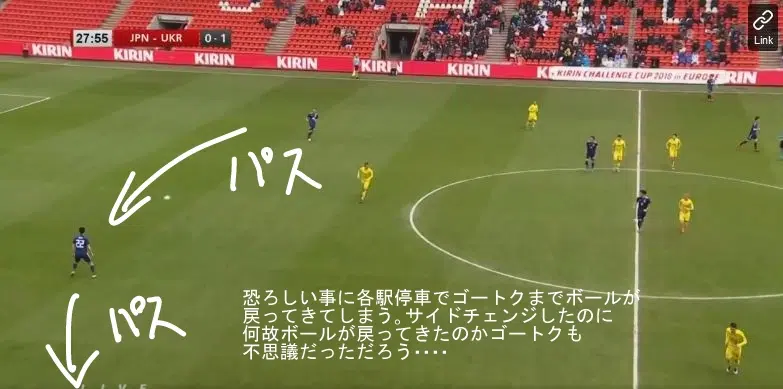 27:55 JPN - UKR 0 - 1
Link
KIRIN KIRIN KIRIN KIRIN KIRIN
KIRIN CHALLENGE CUP 2018 in EUROPE
パス
22
パス
恐ろしい事に各駅停車でゴートクまでボールが
戻ってきてしまう。サイドチェンジしたのに
何故ボールが戻ってきたのかゴートクも
不思議だっただろう････
LIVE